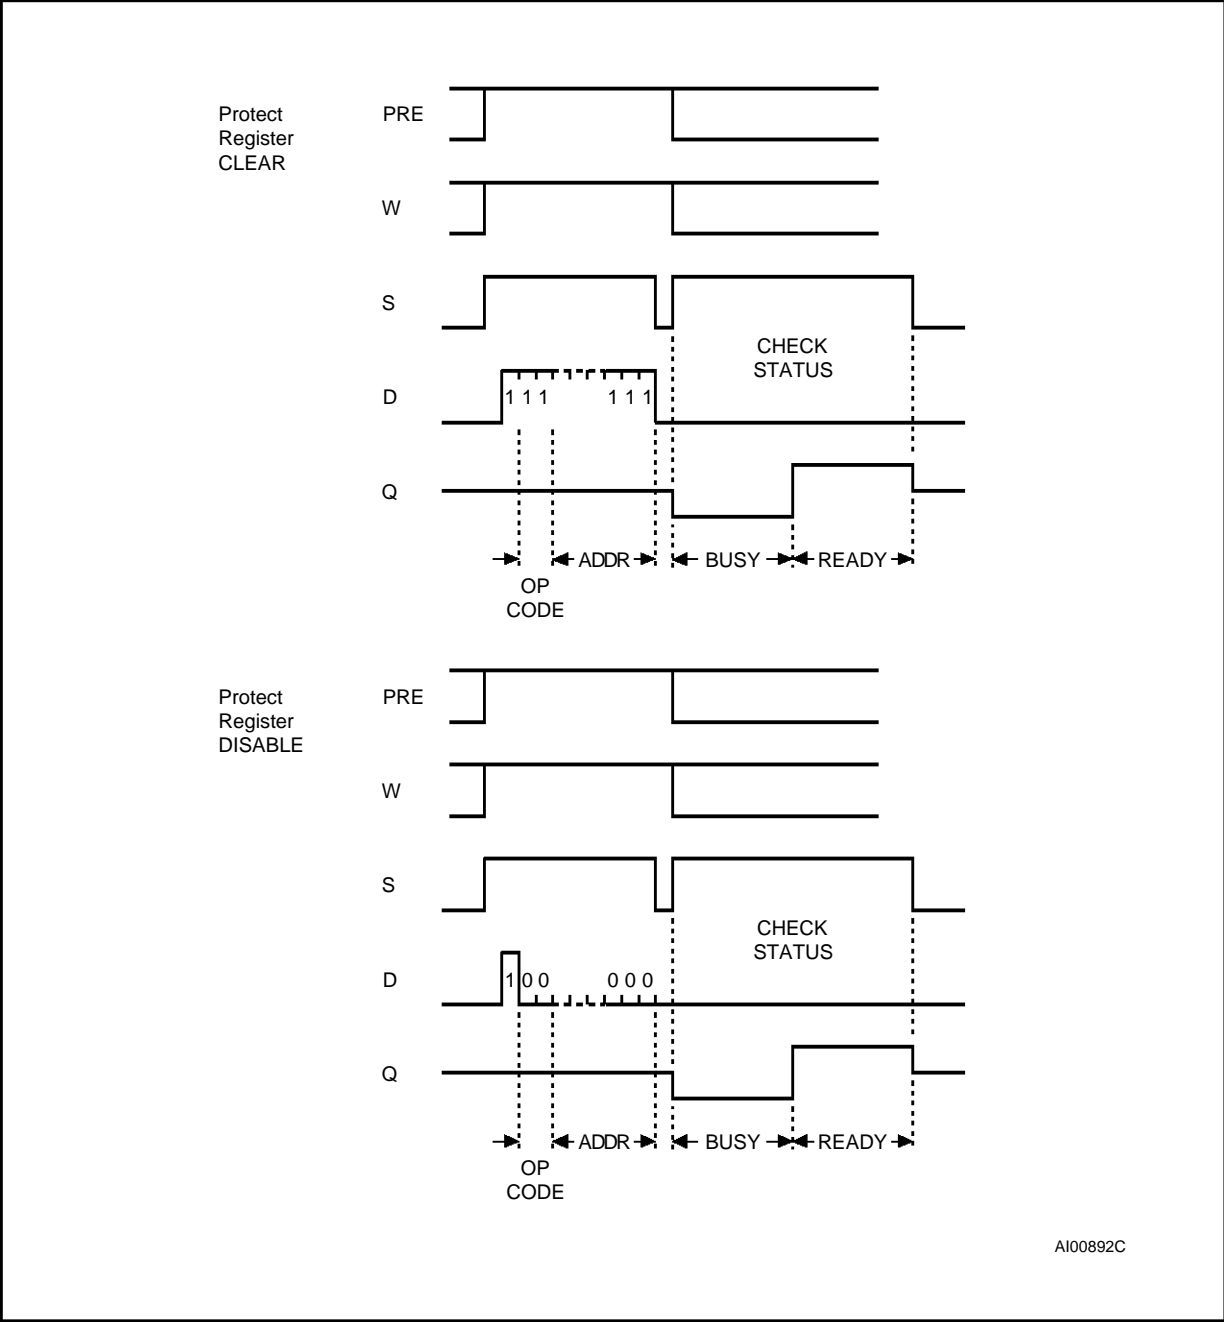 Protect
Register
CLEAR
PRE
W
S
CHECK
STATUS
D
1 1 1 1 1 1
Q
ADDR BUSY READY
OP
CODE
Protect
Register
DISABLE
PRE
W
S
CHECK
STATUS
D
1 0 0 0 0 0
Q
ADDR BUSY READY
OP
CODE
AI00892C